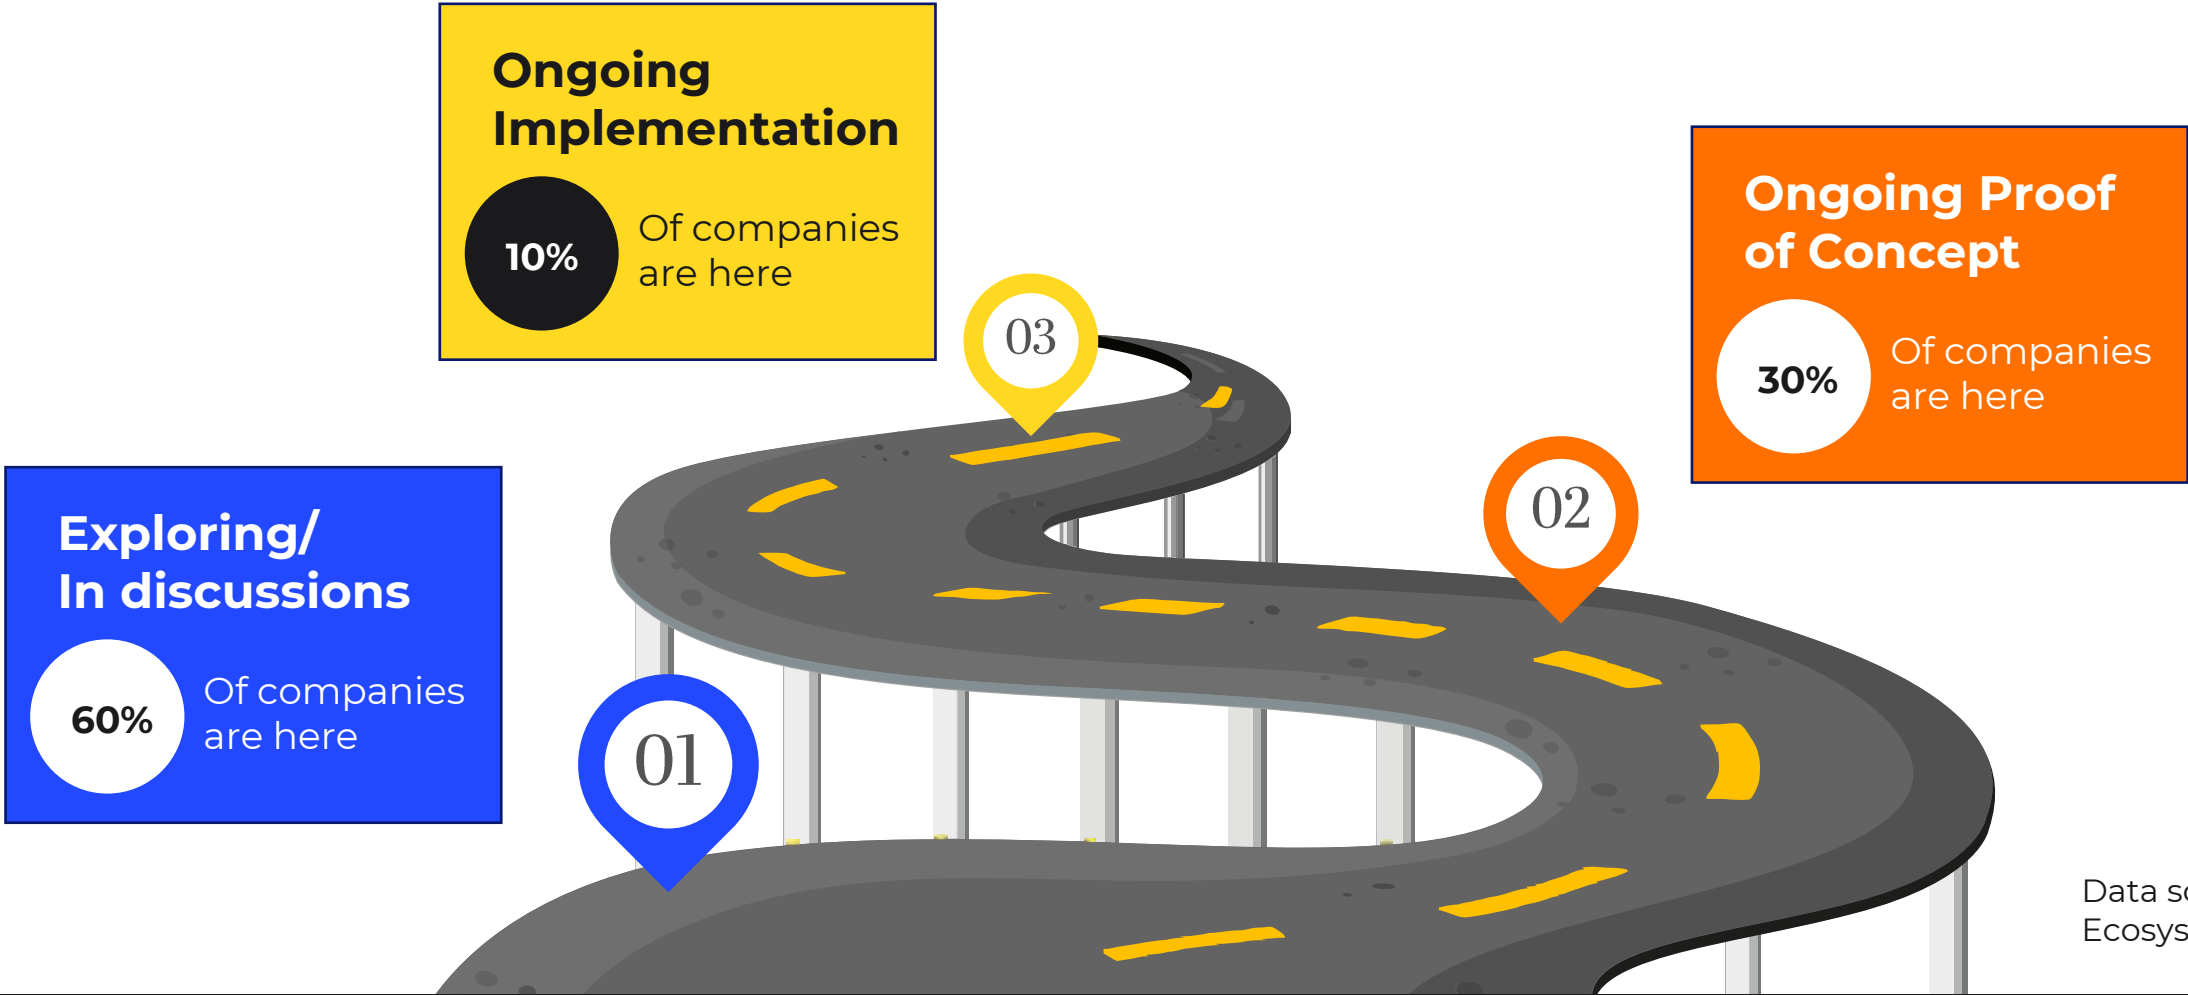 Ongoing
Implementation
10%
Of companies
are here
03
Ongoing Proof
of Concept
30%
Of companies
are here
02
Exploring/
In discussions
60%
Of companies
are here
01
Data